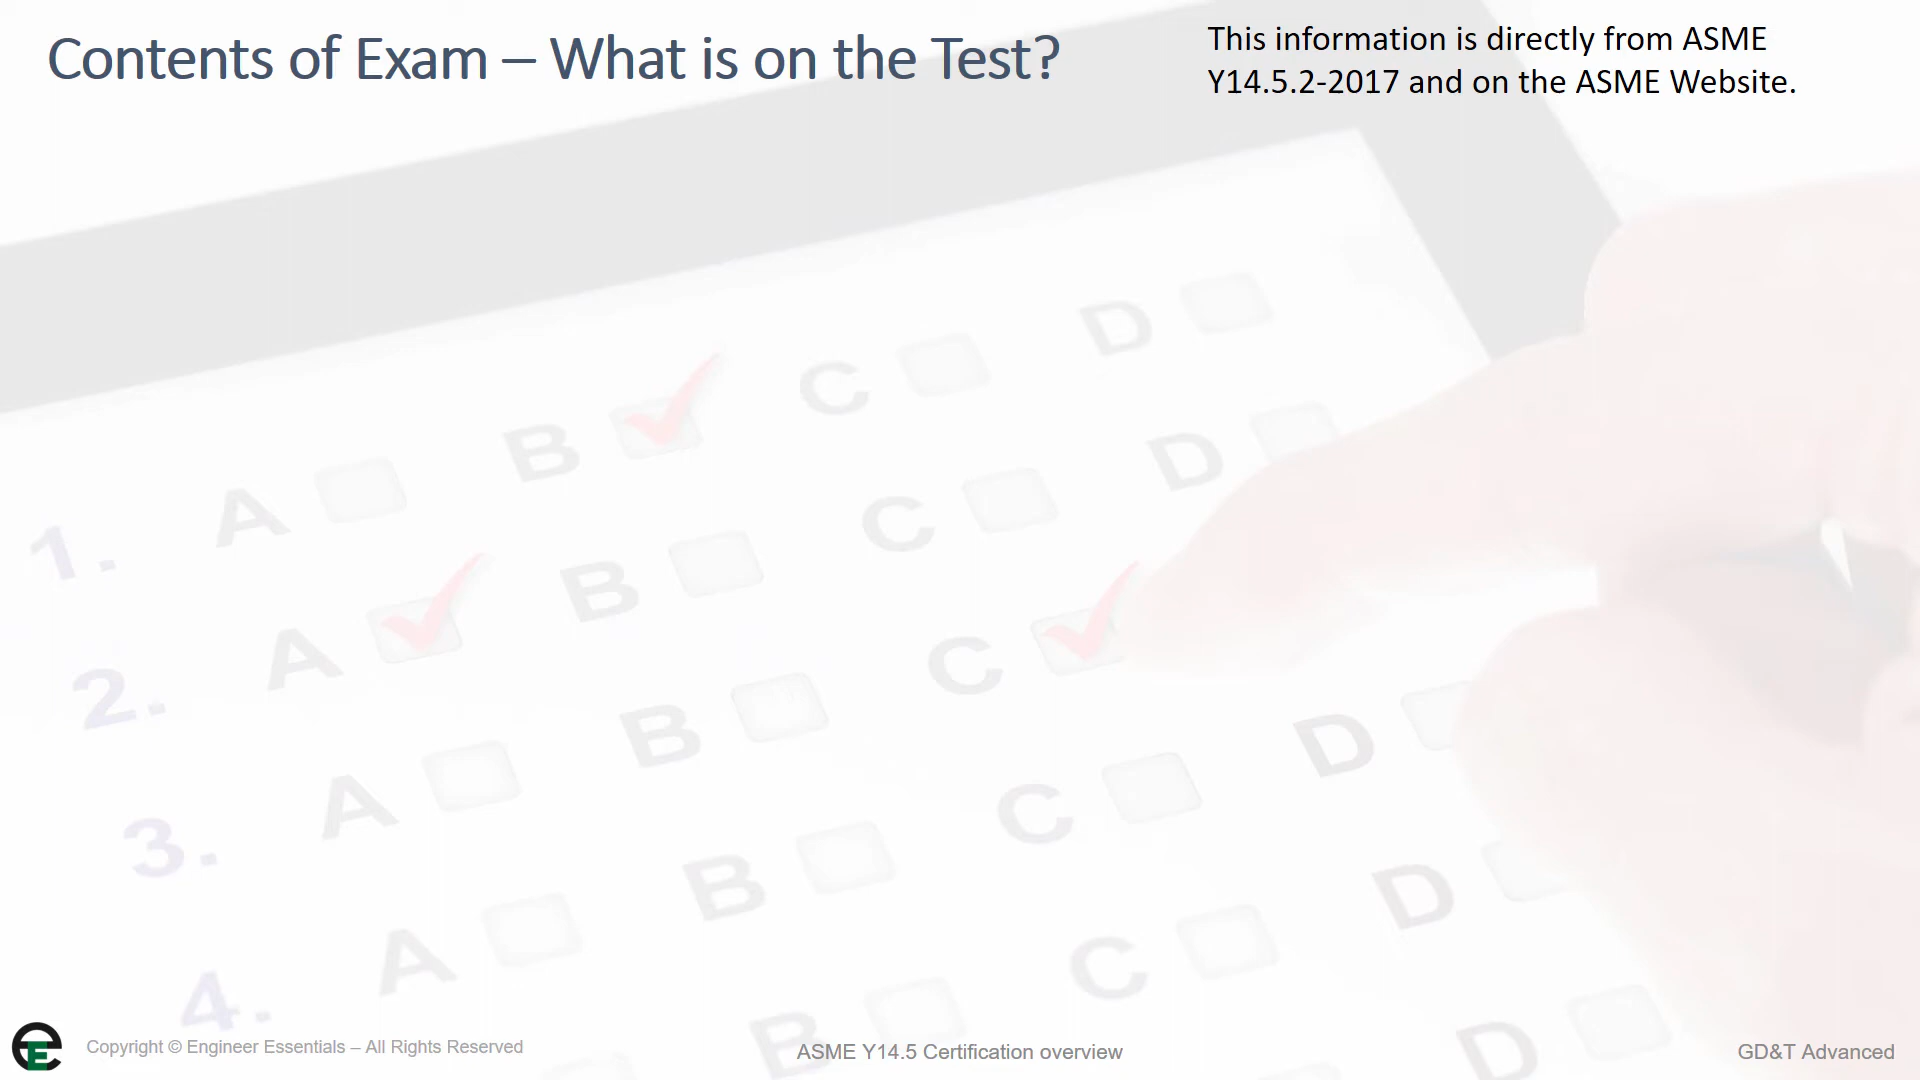 Contents of Exam – What is on the Test?
This information is directly from ASME
Y14.5.2-2017 and on the ASME Website.
D
C
B
A
1.
D
C
B
A
2.
C
B
A
3.
D
C
B
A
4.
D
C
B
D
E
Copyright © Engineer Essentials – All Rights Reserved
ASME Y14.5 Certification overview
GD&T Advanced